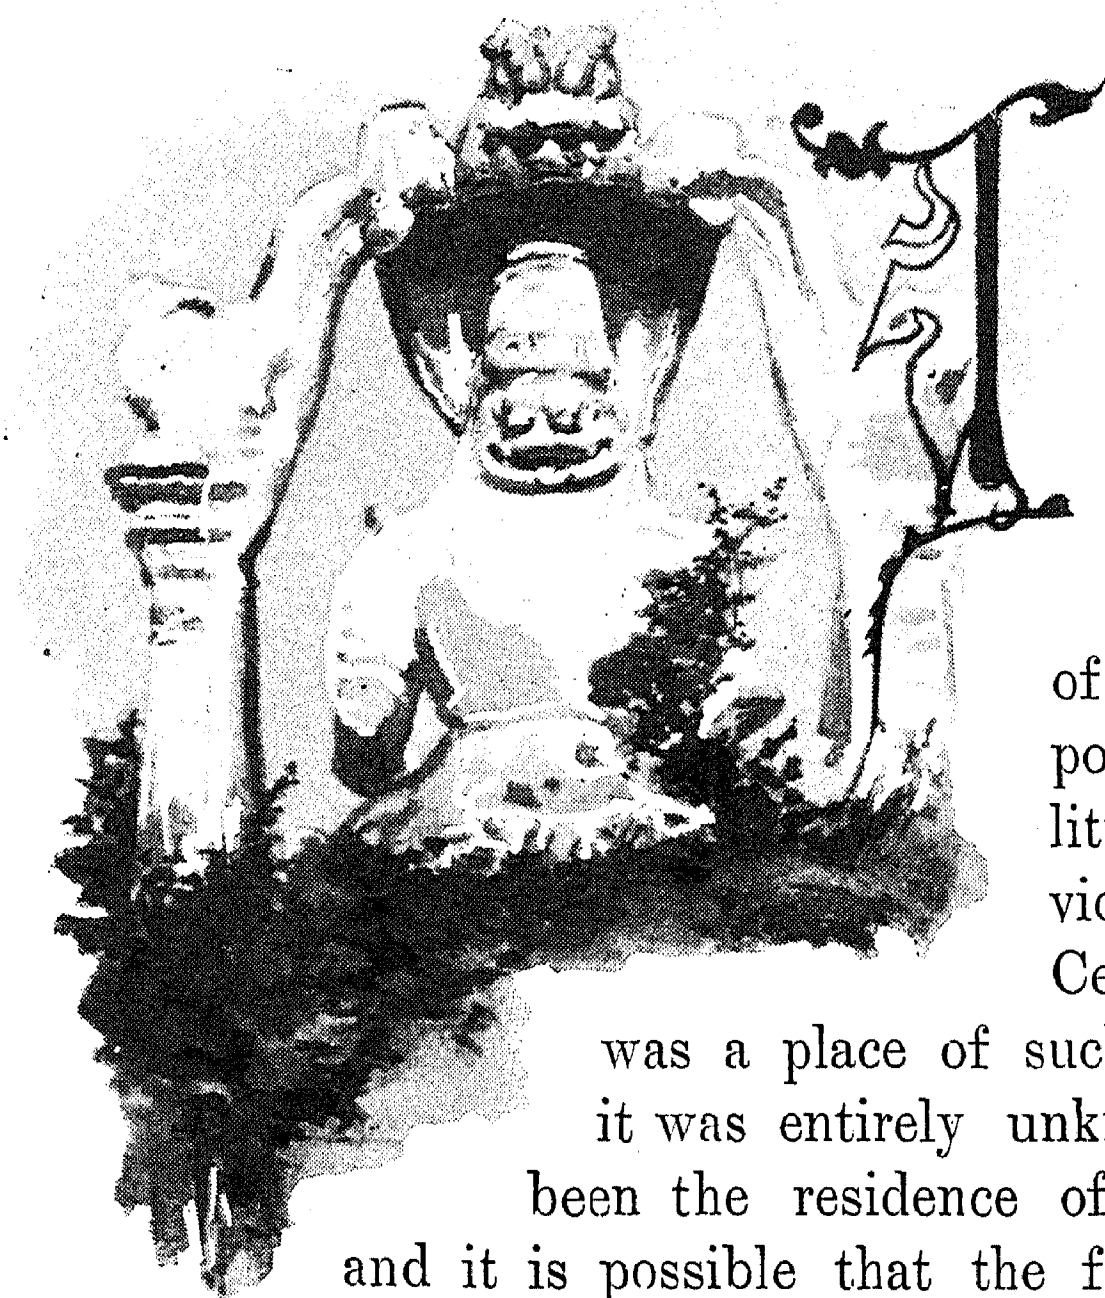 of
po
lit
vic
Ce
was a place of suc
it was entirely unk
been the residence of
and it is possible that the f